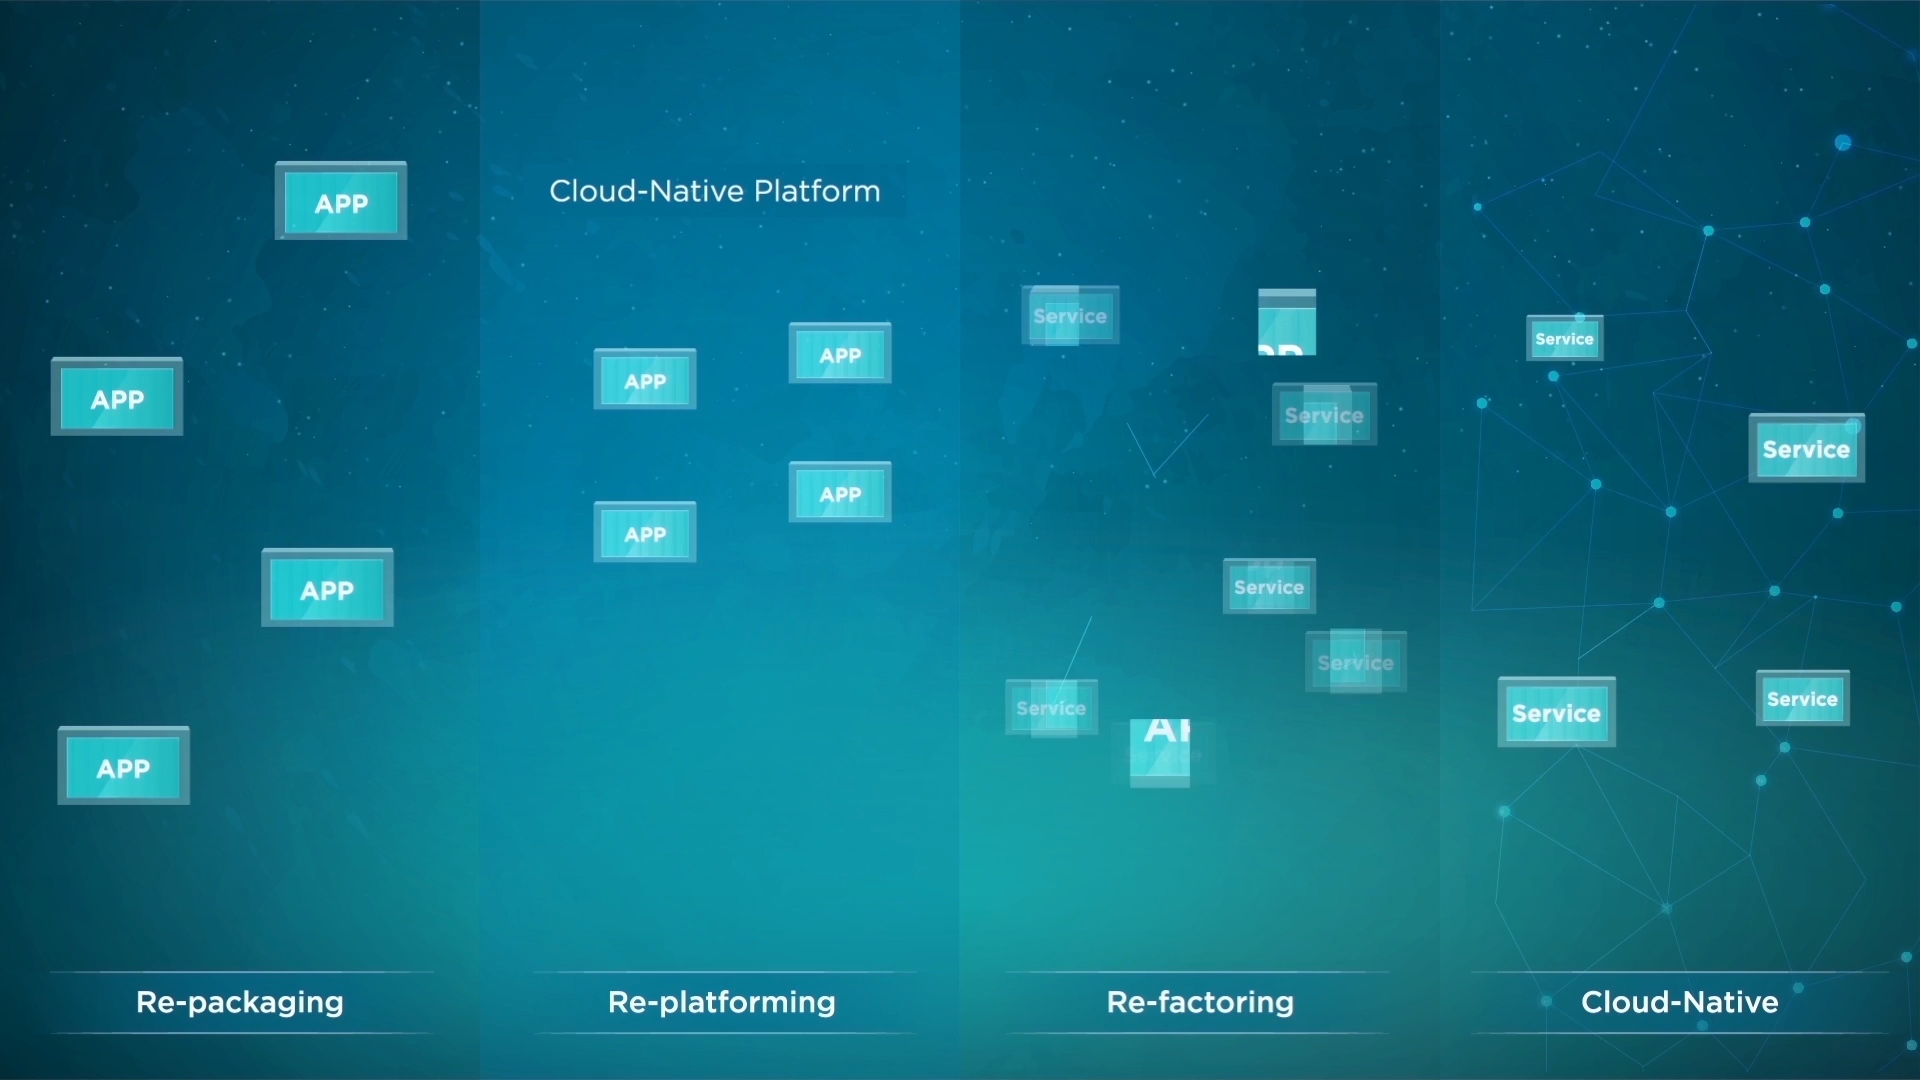 APP
APP
APP
APP
Re-packaging
Cloud-Native Platform
APP
APP
APP
APP
Re-platforming
Service
Service
Service
Service
Service
Re-factoring
Service
Service
Service
Service
Cloud-Native